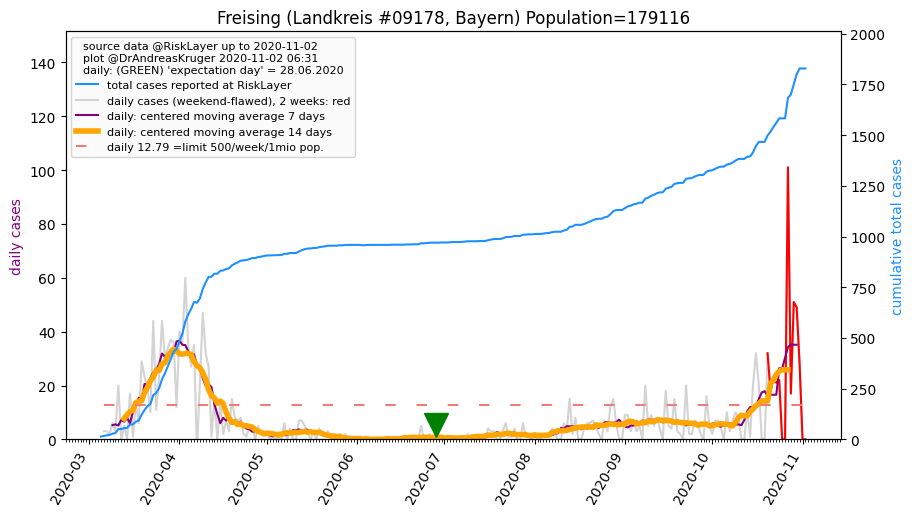 Freising (Landkreis #09178, Bayern) Population=179116
source data @RiskLayer up to 2020-11-02
plot @DrAndreasKruger 2020-11-02 06:31
daily: (GREEN) 'expectation day' = 28.06.2020
total cases reported at RiskLayer
daily cases (weekend-flawed), 2 weeks: red
daily: centered moving average 7 days
daily: centered moving average 14 days
daily 12.79 =limit 500/week/1mio pop.
daily cases
140
120
100
80
60
40
20
0
cumulative total cases
2000
1750
1500
1250
1000
750
500
250
0
2020-03
2020-04
2020-05
2020-06
2020-07
2020-08
2020-09
2020-10
2020-11